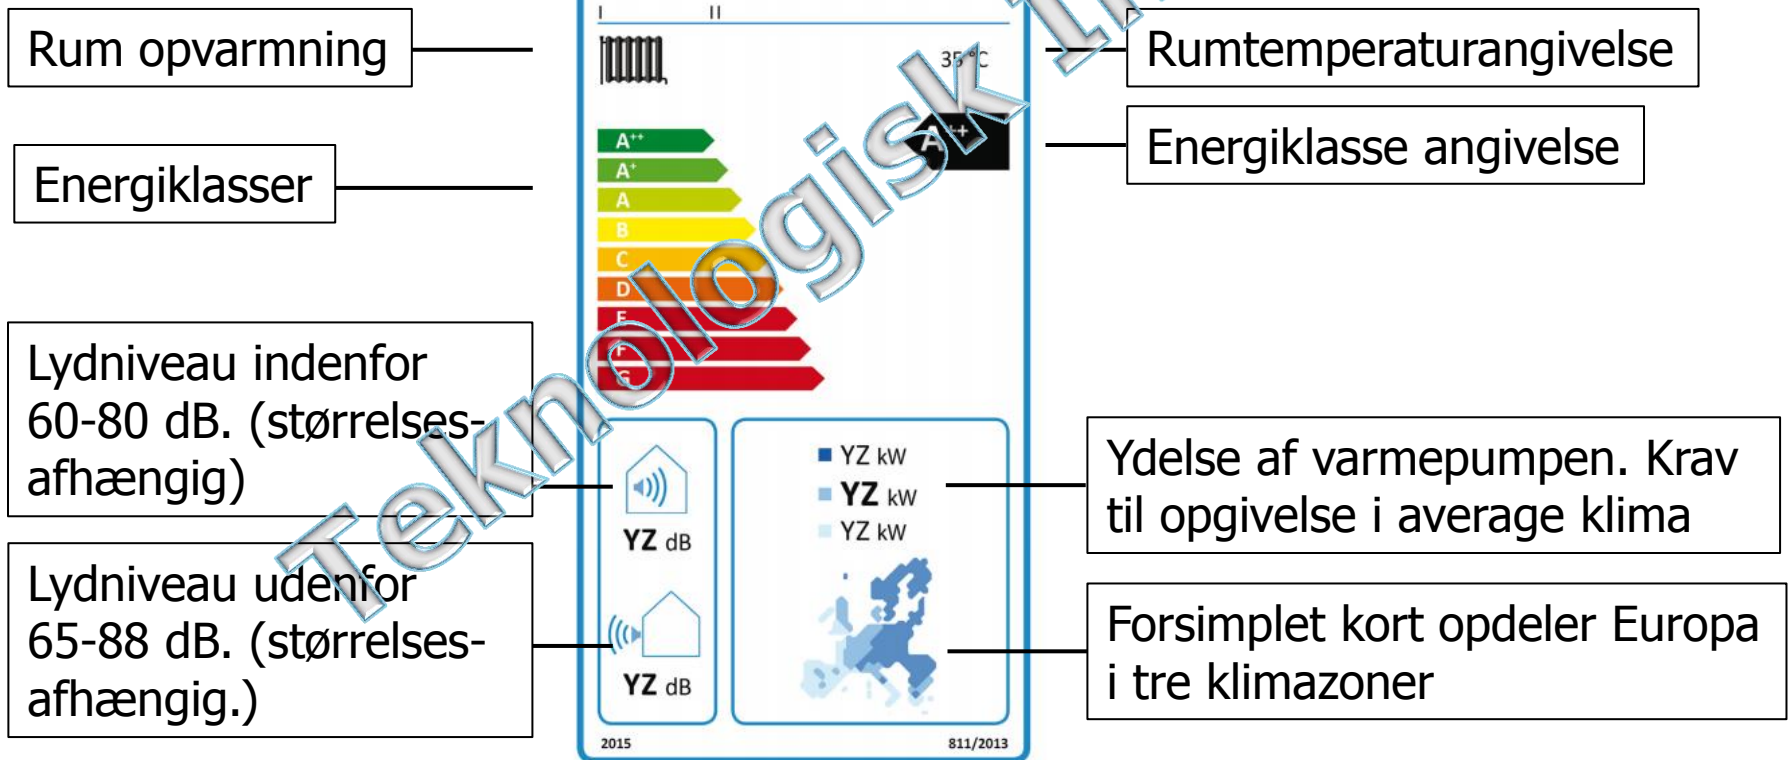 I II
Rum opvarmning
35 °C
Rumtemperaturangivelse
A++
Energiklasse angivelse
Energiklasser
A++
A+
A
B
C
D
E
F
G
Lydniveau indenfor
60-80 dB. (størrelses-
afhængig)
YZ dB
Lydniveau udenfor
65-88 dB. (størrelses-
afhængig.)
YZ dB
YZ kW
YZ kW
YZ kW
Ydelse af varmepumpen. Krav
til opgivelse i average klima
Forsimplet kort opdeler Europa
i tre klimazoner
2015
811/2013
Teknologisk